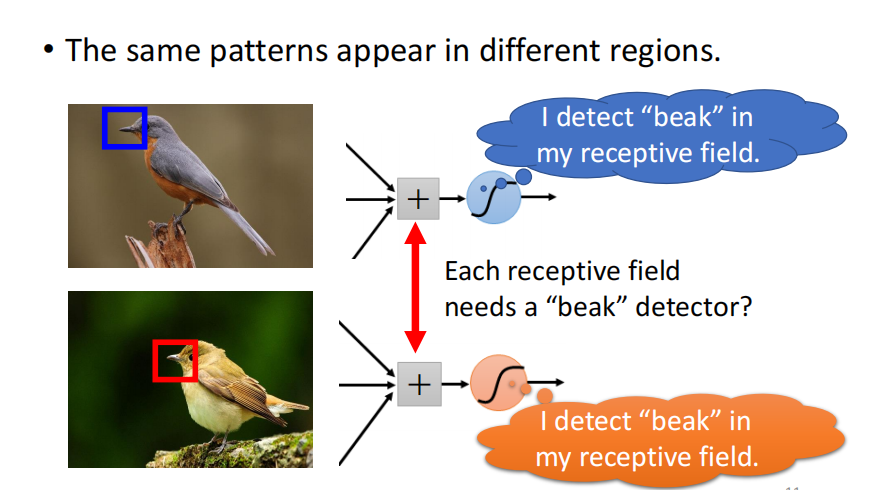 • The same patterns appear in different regions.
I detect “beak” in
my receptive field.
+
Each receptive field
needs a “beak” detector?
+
I detect “beak” in
my receptive field.